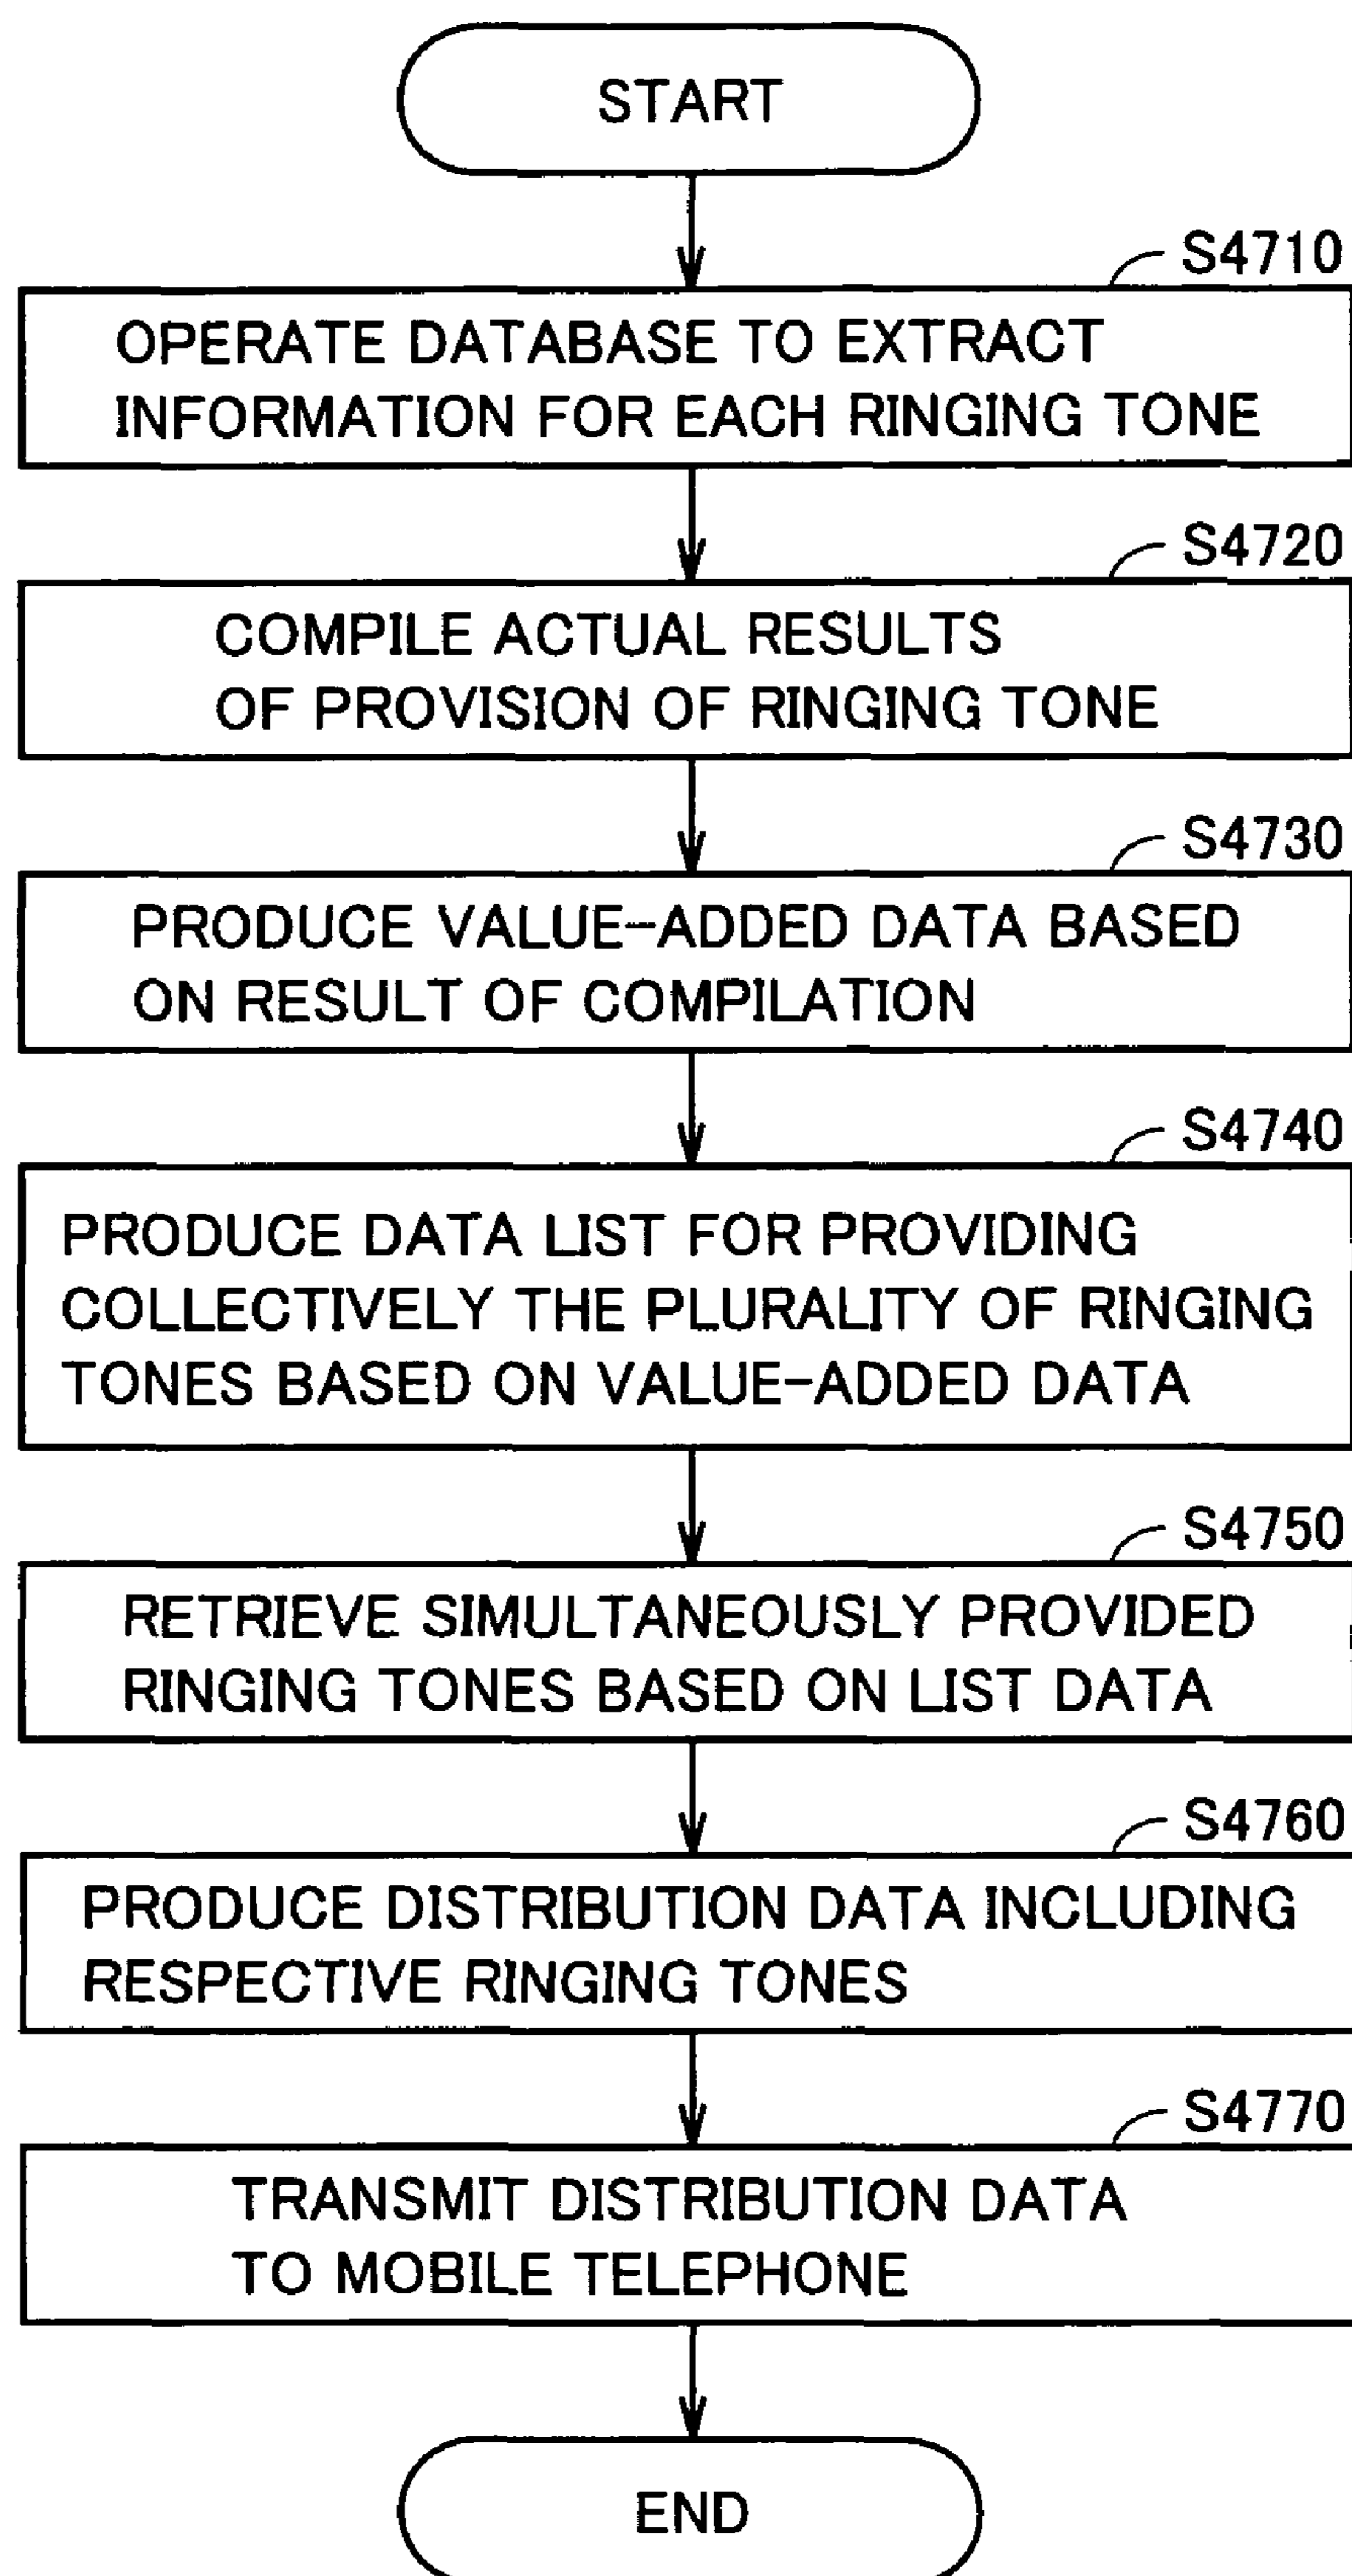 START
S4710
OPERATE DATABASE TO EXTRACT
INFORMATION FOR EACH RINGING TONE
S4720
COMPILE ACTUAL RESULTS
OF PROVISION OF RINGING TONE
S4730
PRODUCE VALUE-ADDED DATA BASED
ON RESULT OF COMPILATION
S4740
PRODUCE DATA LIST FOR PROVIDING
COLLECTIVELY THE PLURALITY OF RINGING
TONES BASED ON VALUE-ADDED DATA
S4750
RETRIEVE SIMULTANEOUSLY PROVIDED
RINGING TONES BASED ON LIST DATA
S4760
PRODUCE DISTRIBUTION DATA INCLUDING
RESPECTIVE RINGING TONES
S4770
TRANSMIT DISTRIBUTION DATA
TO MOBILE TELEPHONE
END